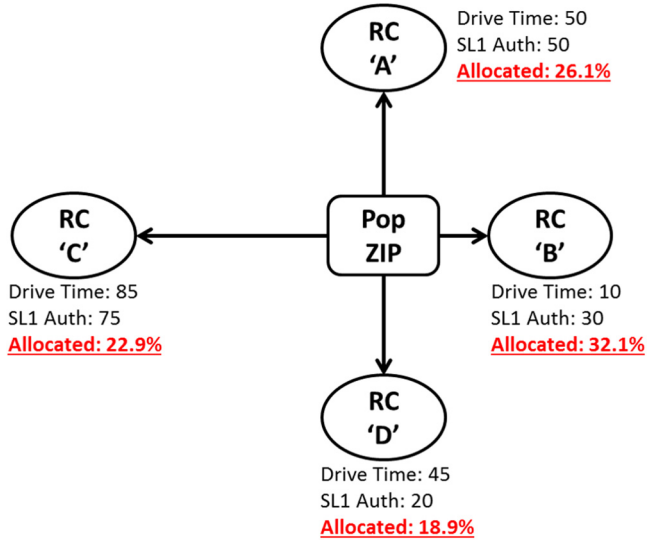 RC
‘A’
Drive Time: 50
SL1 Auth: 50
Allocated: 26.1%
RC
‘C’
Drive Time: 85
SL1 Auth: 75
Allocated: 22.9%
Pop
ZIP
RC
‘B’
Drive Time: 10
SL1 Auth: 30
Allocated: 32.1%
RC
‘D’
Drive Time: 45
SL1 Auth: 20
Allocated: 18.9%